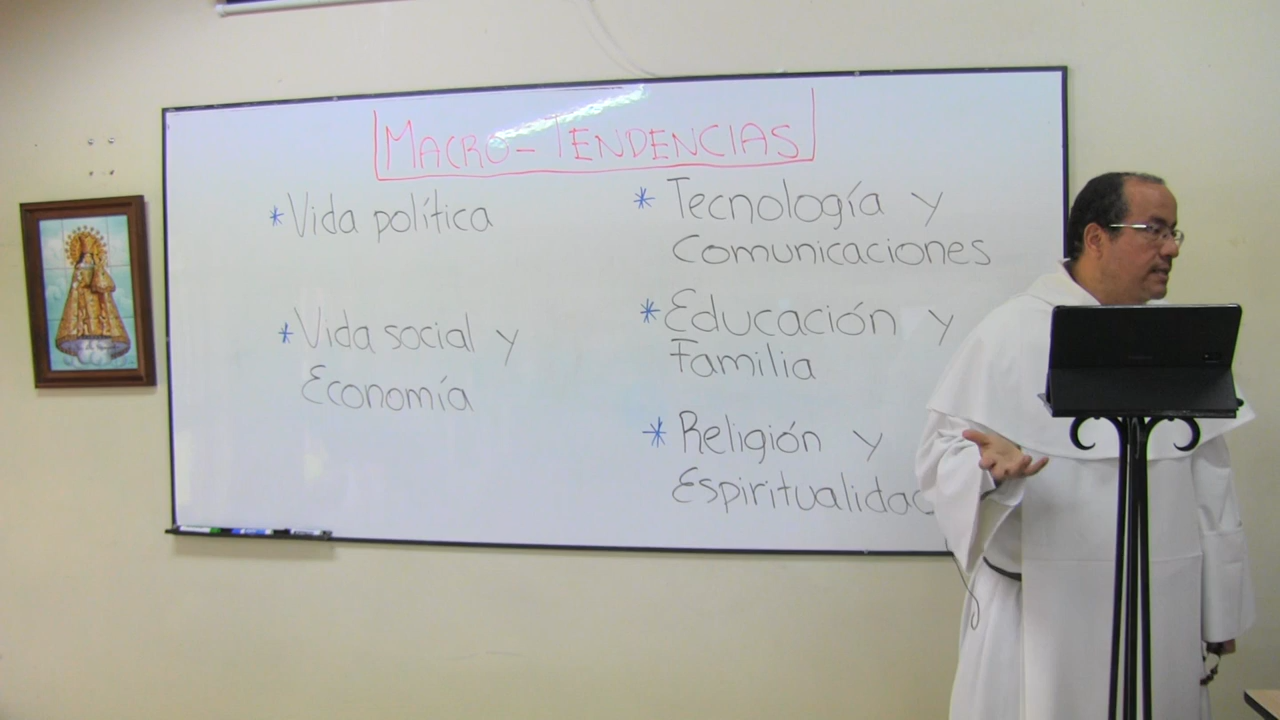 MACRO-TENDENCIAS
* Vida política
* Vida social y
Economía
* Tecnología y
Comunicaciones
* Educación y
Familia
* Religión y
Espiritualidad